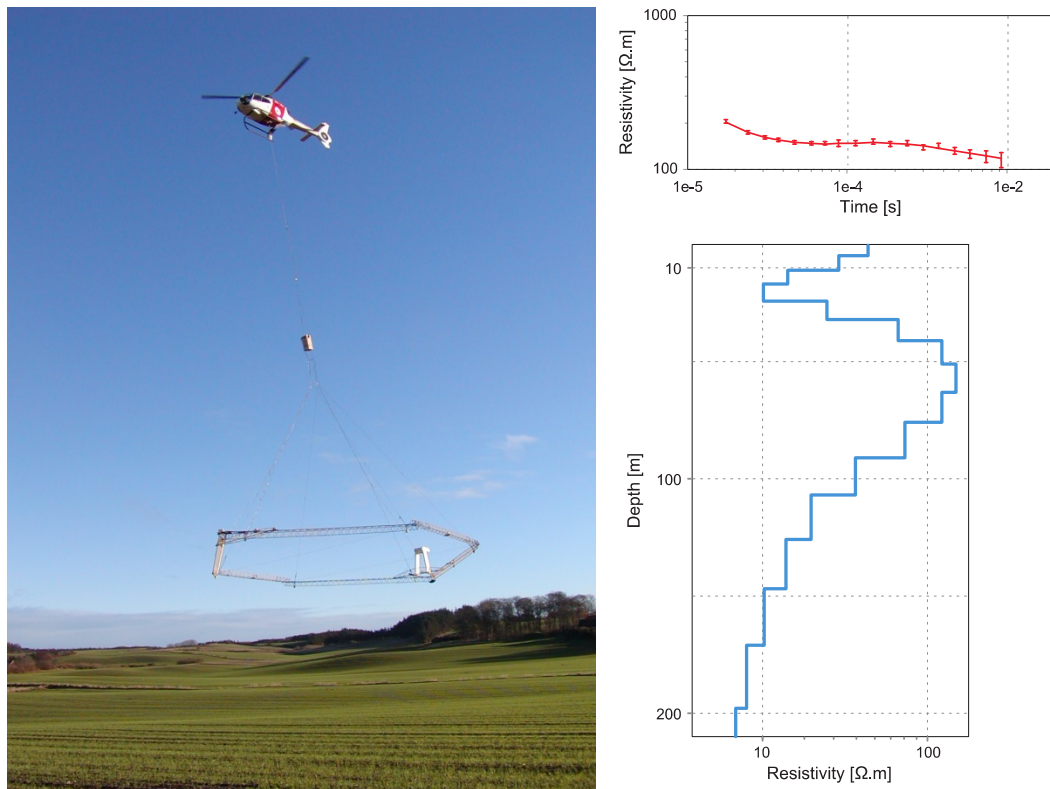 1000
Resistivity [Ω.m]
100
1e-5
1e-4
1e-2
Time [s]
10
Depth [m]
100
200
10
100
Resistivity [Ω.m]